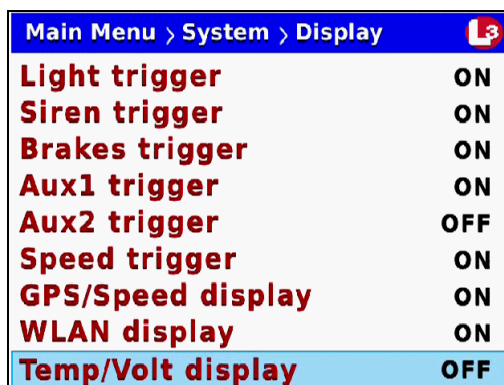 Main Menu > System > Display L3
Light trigger ON
Siren trigger ON
Brakes trigger ON
Aux1 trigger ON
Aux2 trigger OFF
Speed trigger ON
GPS/Speed display ON
WLAN display ON
Temp/Volt display OFF